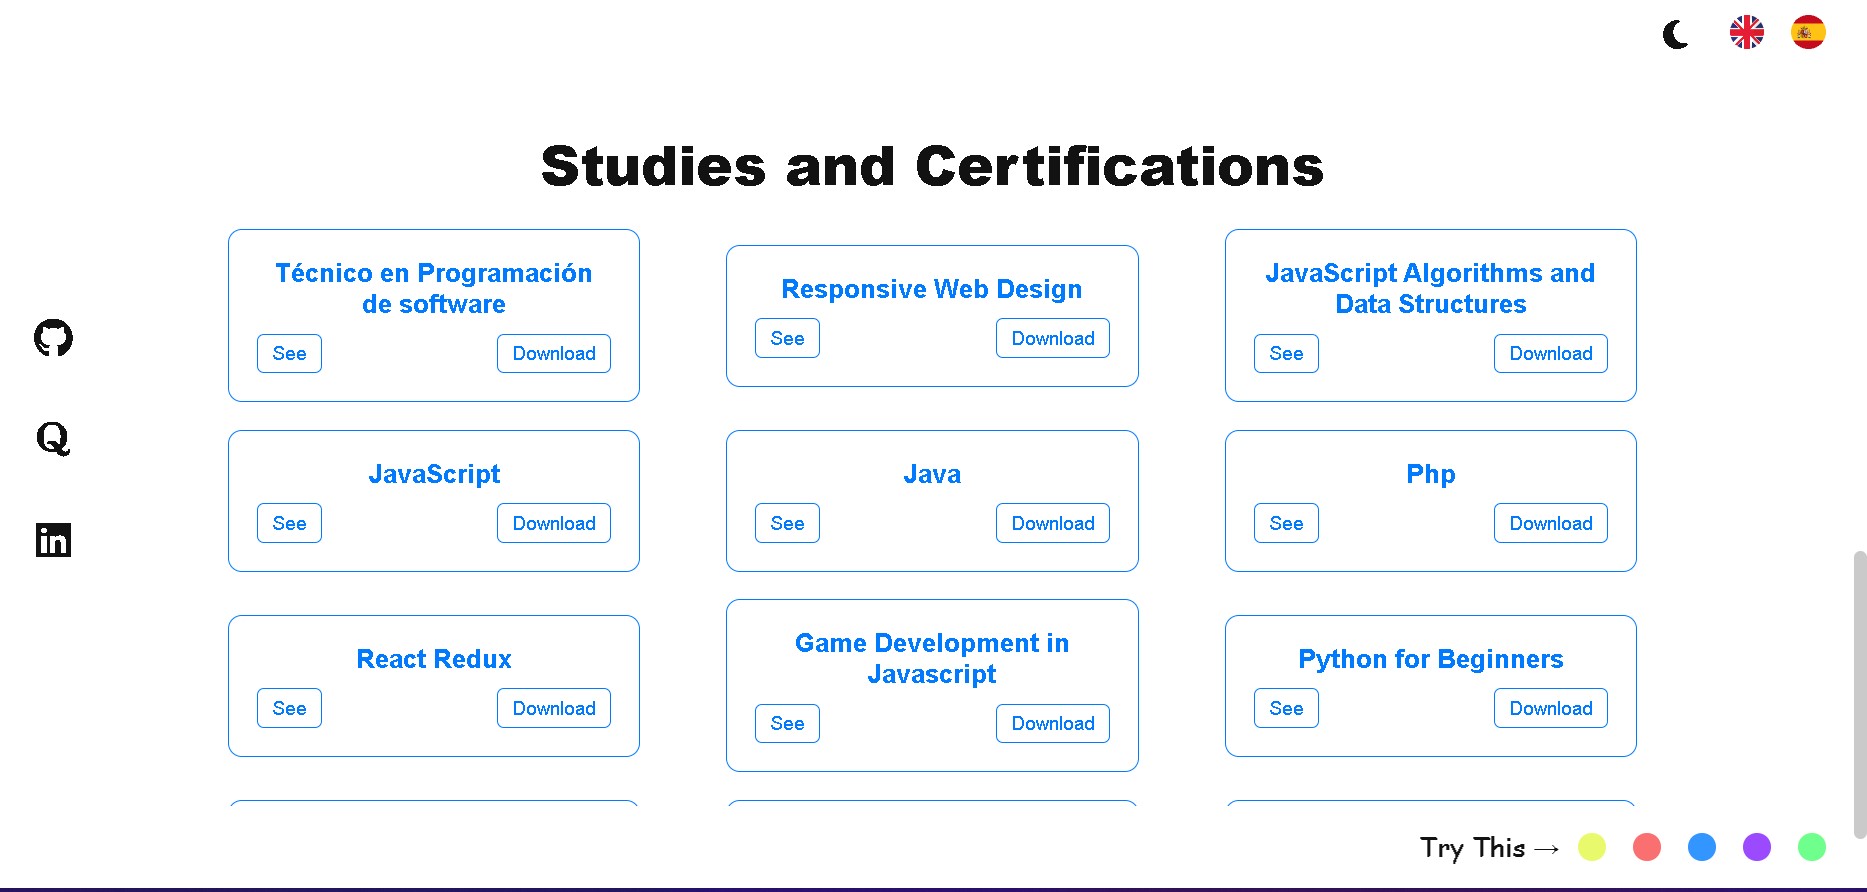 Studies and Certifications
Técnico en Programación
de software
See
Download
Responsive Web Design
See
Download
JavaScript Algorithms and
Data Structures
See
Download
JavaScript
See
Download
Java
See
Download
Php
See
Download
React Redux
See
Download
Game Development in
Javascript
See
Download
Python for Beginners
See
Download
Try This →